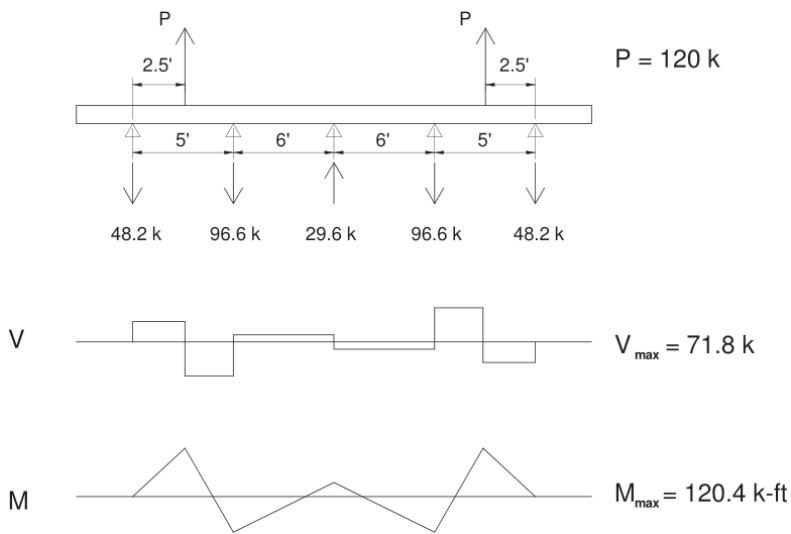 P P
P = 120 k
2.5' 2.5'
5' 6' 6' 5'
48.2 k 96.6 k 29.6 k 96.6 k 48.2 k
V
V max = 71.8 k
M
M max = 120.4 k-ft